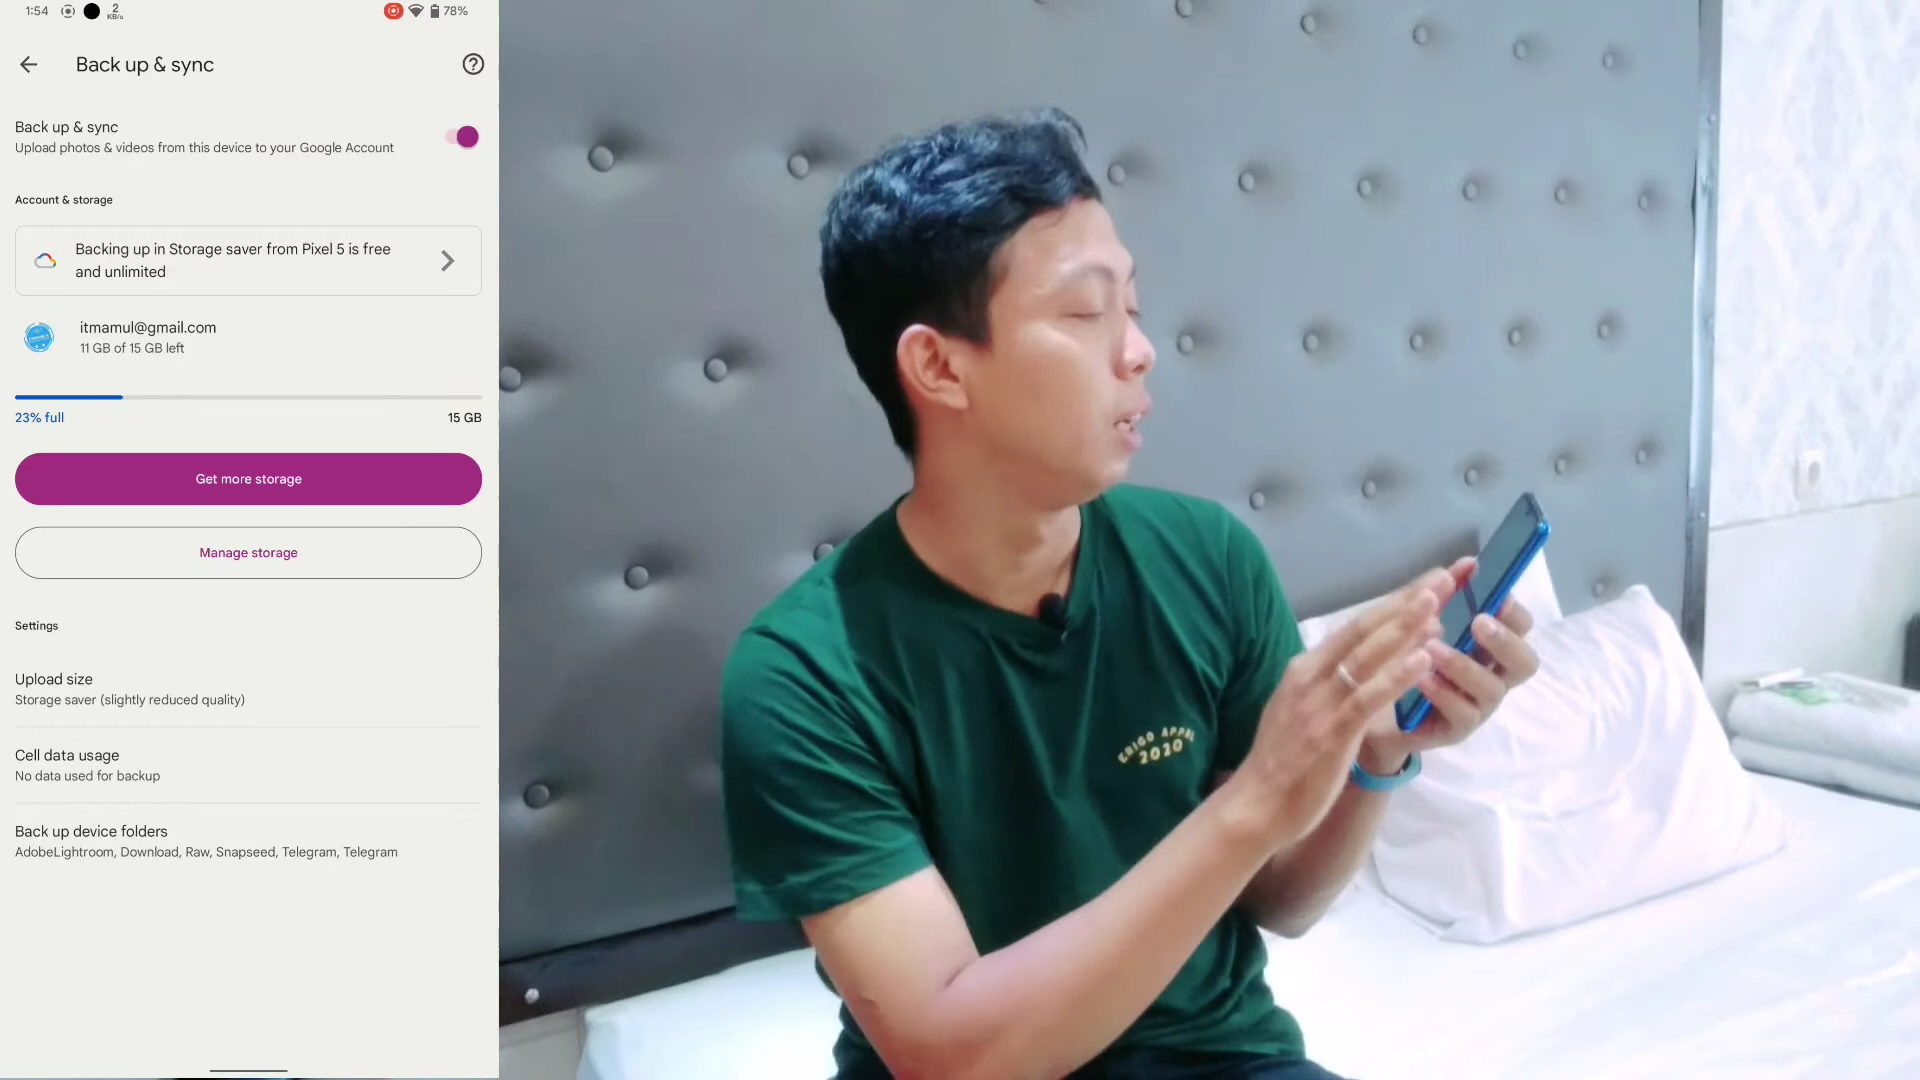 1:54
2
KB/s
78%
Back up & sync
Back up & sync
Upload photos & videos from this device to your Google Account
Account & storage
Backing up in Storage saver from Pixel 5 is free
and unlimited
itmamul@gmail.com
11 GB of 15 GB left
23% full
15 GB
Get more storage
Manage storage
Settings
Upload size
Storage saver (slightly reduced quality)
Cell data usage
No data used for backup
Back up device folders
AdobeLightroom, Download, Raw, Snapseed, Telegram, Telegram
ERIGO
2020